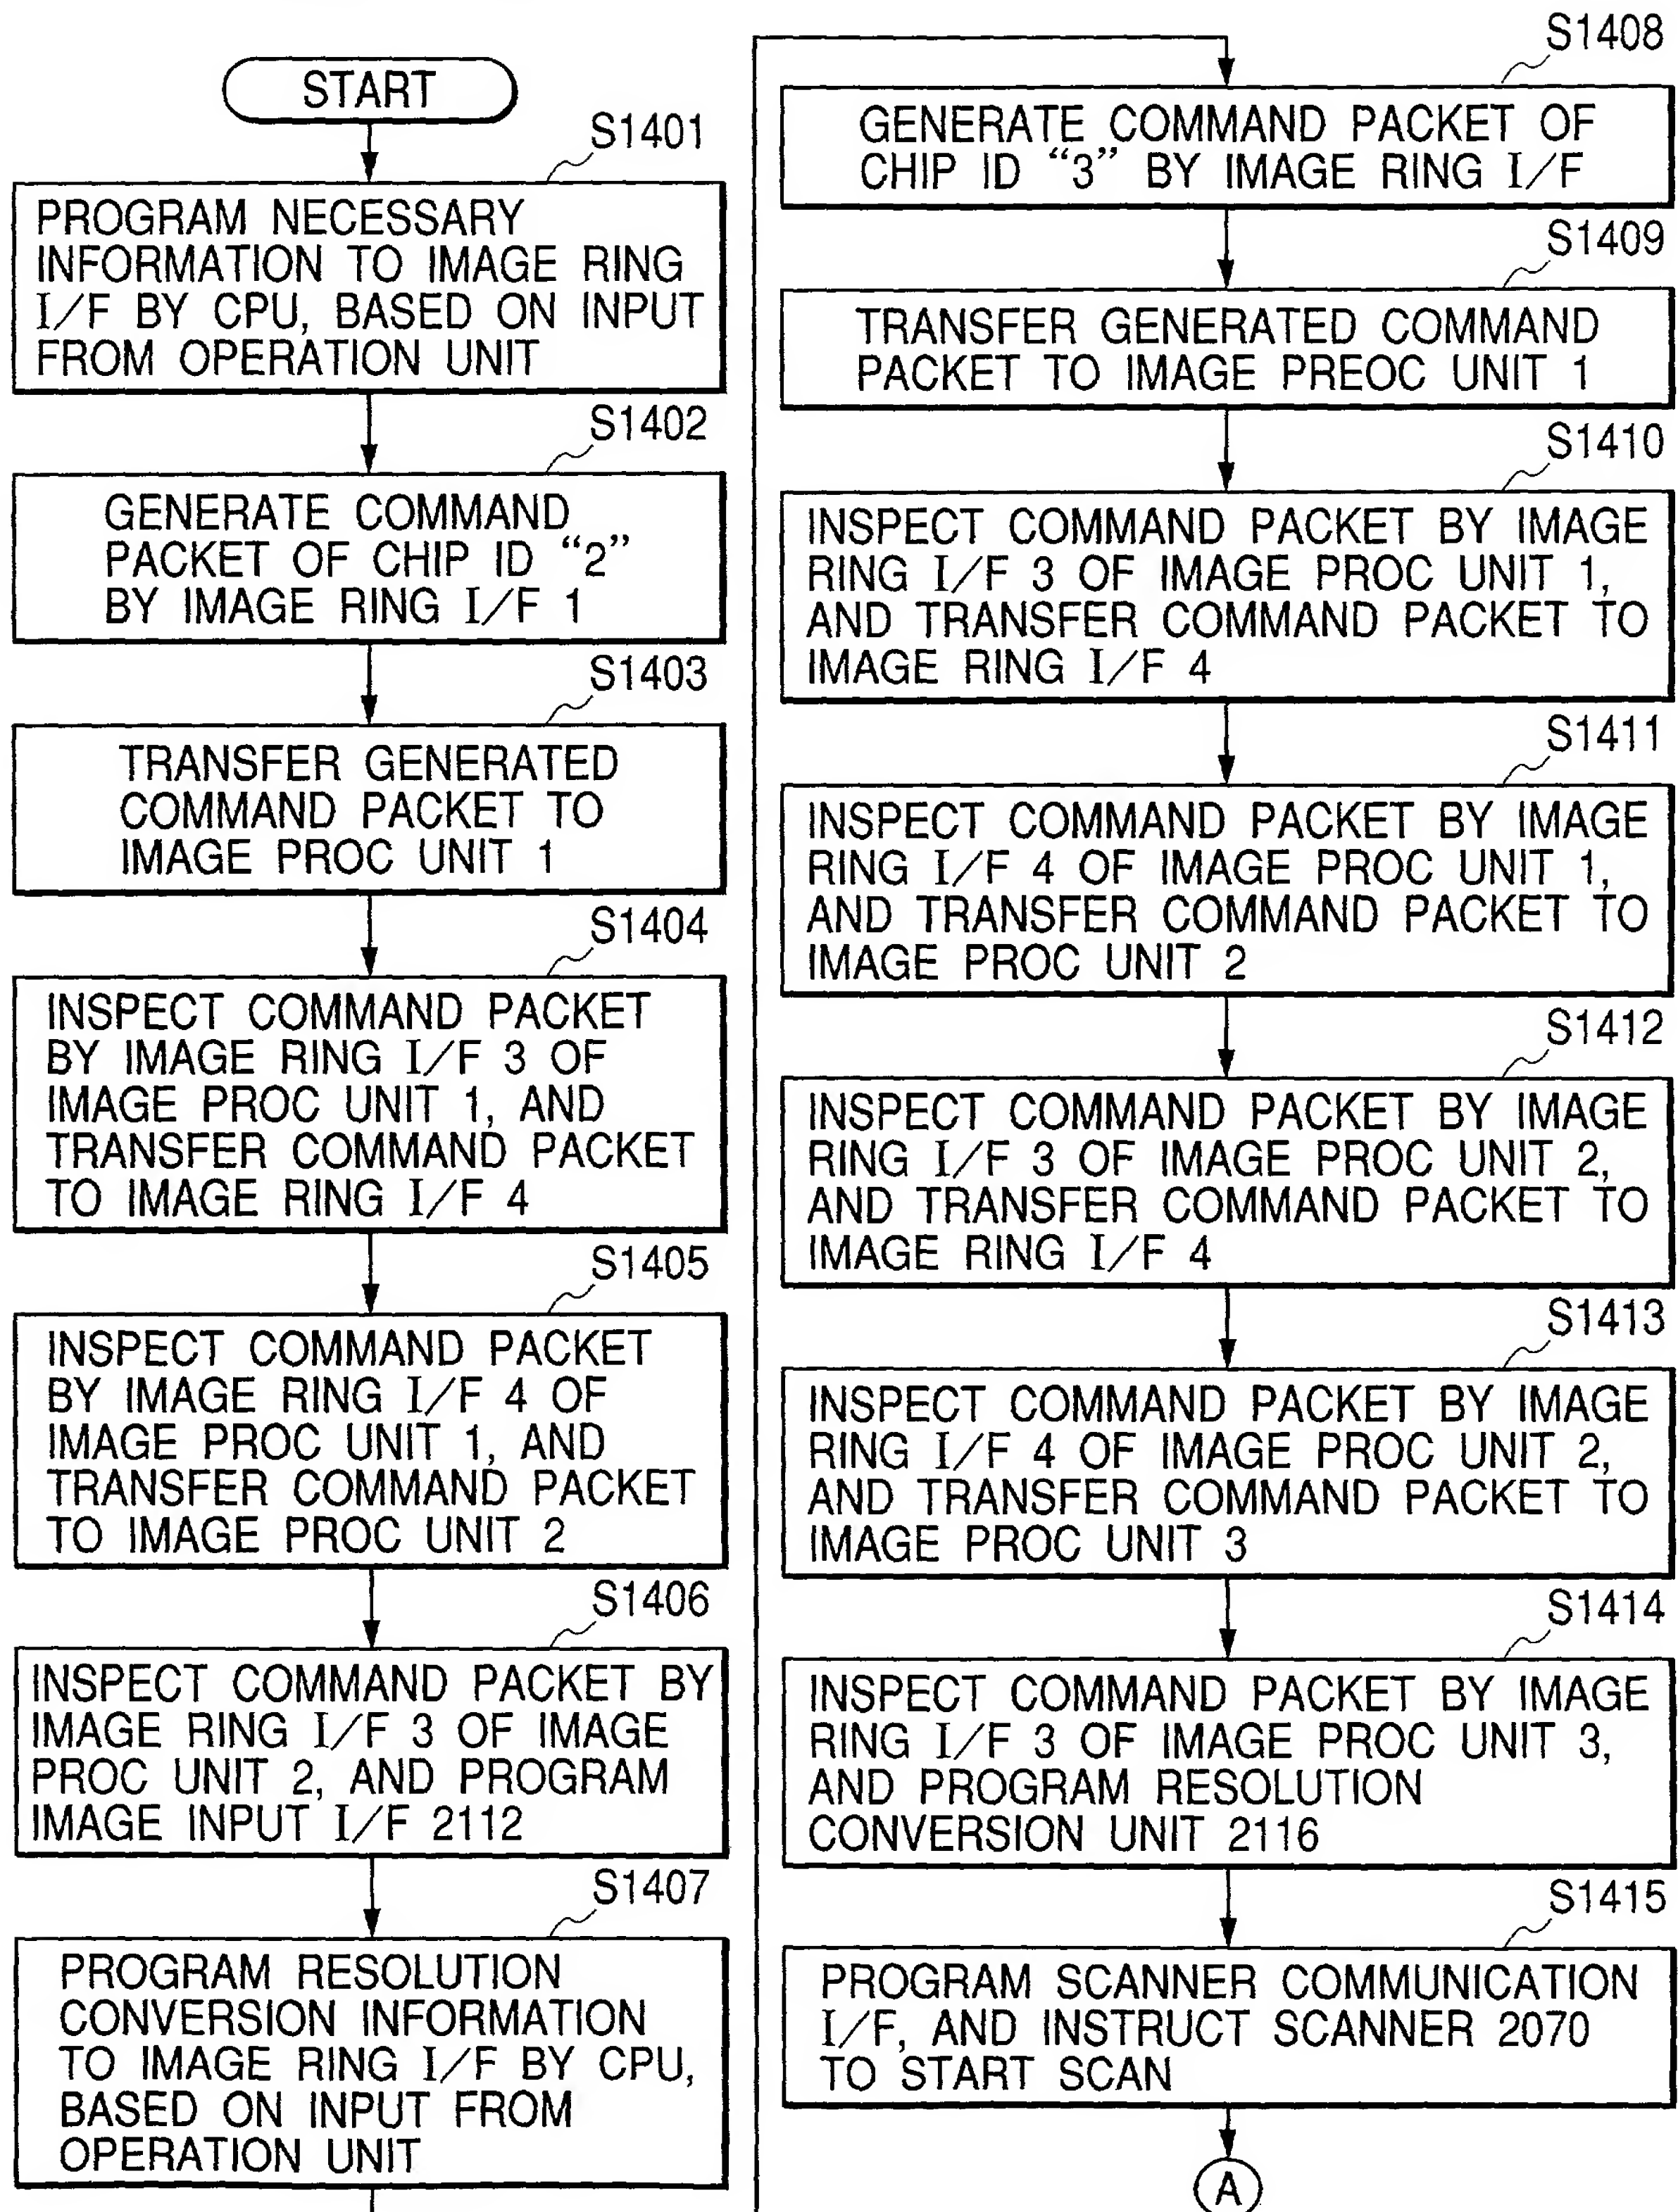 START
S1401
PROGRAM NECESSARY
INFORMATION TO IMAGE RING
I/F BY CPU, BASED ON INPUT
FROM OPERATION UNIT
S1402
GENERATE COMMAND
PACKET OF CHIP ID “2”
BY IMAGE RING I/F 1
S1403
TRANSFER GENERATED
COMMAND PACKET TO
IMAGE PROC UNIT 1
S1404
INSPECT COMMAND PACKET
BY IMAGE RING I/F 3 OF
IMAGE PROC UNIT 1, AND
TRANSFER COMMAND PACKET
TO IMAGE RING I/F 4
S1405
INSPECT COMMAND PACKET
BY IMAGE RING I/F 4 OF
IMAGE PROC UNIT 1, AND
TRANSFER COMMAND PACKET
TO IMAGE PROC UNIT 2
S1406
INSPECT COMMAND PACKET BY
IMAGE RING I/F 3 OF IMAGE
PROC UNIT 2, AND PROGRAM
IMAGE INPUT I/F 2112
S1407
PROGRAM RESOLUTION
CONVERSION INFORMATION
TO IMAGE RING I/F BY CPU,
BASED ON INPUT FROM
OPERATION UNIT
S1408
GENERATE COMMAND PACKET OF
CHIP ID “3” BY IMAGE RING I/F
S1409
TRANSFER GENERATED COMMAND
PACKET TO IMAGE PREOC UNIT 1
S1410
INSPECT COMMAND PACKET BY IMAGE
RING I/F 3 OF IMAGE PROC UNIT 1,
AND TRANSFER COMMAND PACKET TO
IMAGE RING I/F 4
S1411
INSPECT COMMAND PACKET BY IMAGE
RING I/F 4 OF IMAGE PROC UNIT 1,
AND TRANSFER COMMAND PACKET TO
IMAGE PROC UNIT 2
S1412
INSPECT COMMAND PACKET BY IMAGE
RING I/F 3 OF IMAGE PROC UNIT 2,
AND TRANSFER COMMAND PACKET TO
IMAGE RING I/F 4
S1413
INSPECT COMMAND PACKET BY IMAGE
RING I/F 4 OF IMAGE PROC UNIT 2,
AND TRANSFER COMMAND PACKET TO
IMAGE PROC UNIT 3
S1414
INSPECT COMMAND PACKET BY IMAGE
RING I/F 3 OF IMAGE PROC UNIT 3,
AND PROGRAM RESOLUTION
CONVERSION UNIT 2116
S1415
PROGRAM SCANNER COMMUNICATION
I/F, AND INSTRUCT SCANNER 2070
TO START SCAN
A